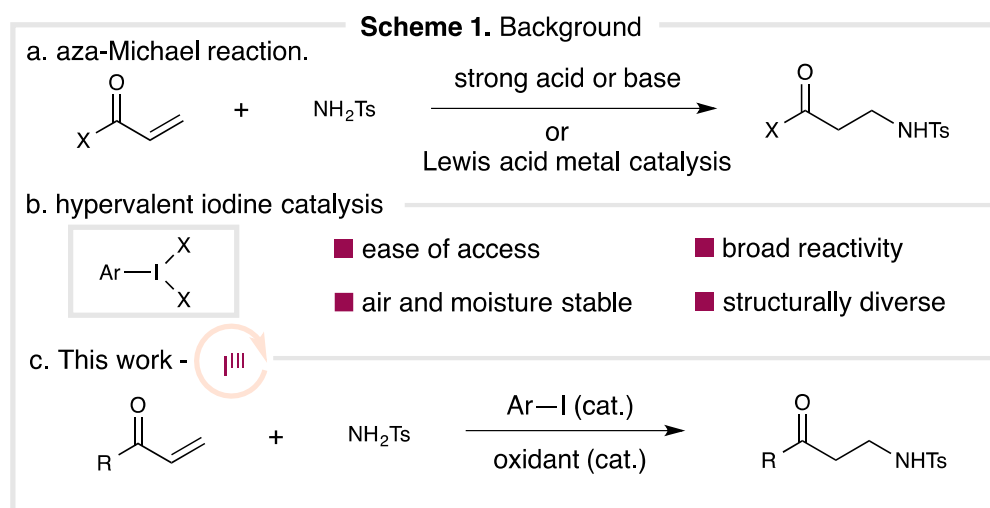 Scheme 1. Background
a. aza-Michael reaction.
O
X
+
NH2Ts
strong acid or base
or
Lewis acid metal catalysis
O
X
NHTs
b. hypervalent iodine catalysis
Ar—I
X
X
ease of access
broad reactivity
air and moisture stable
structurally diverse
c. This work - IIII
O
R
+
NH2Ts
Ar—I (cat.)
oxidant (cat.)
O
R
NHTs